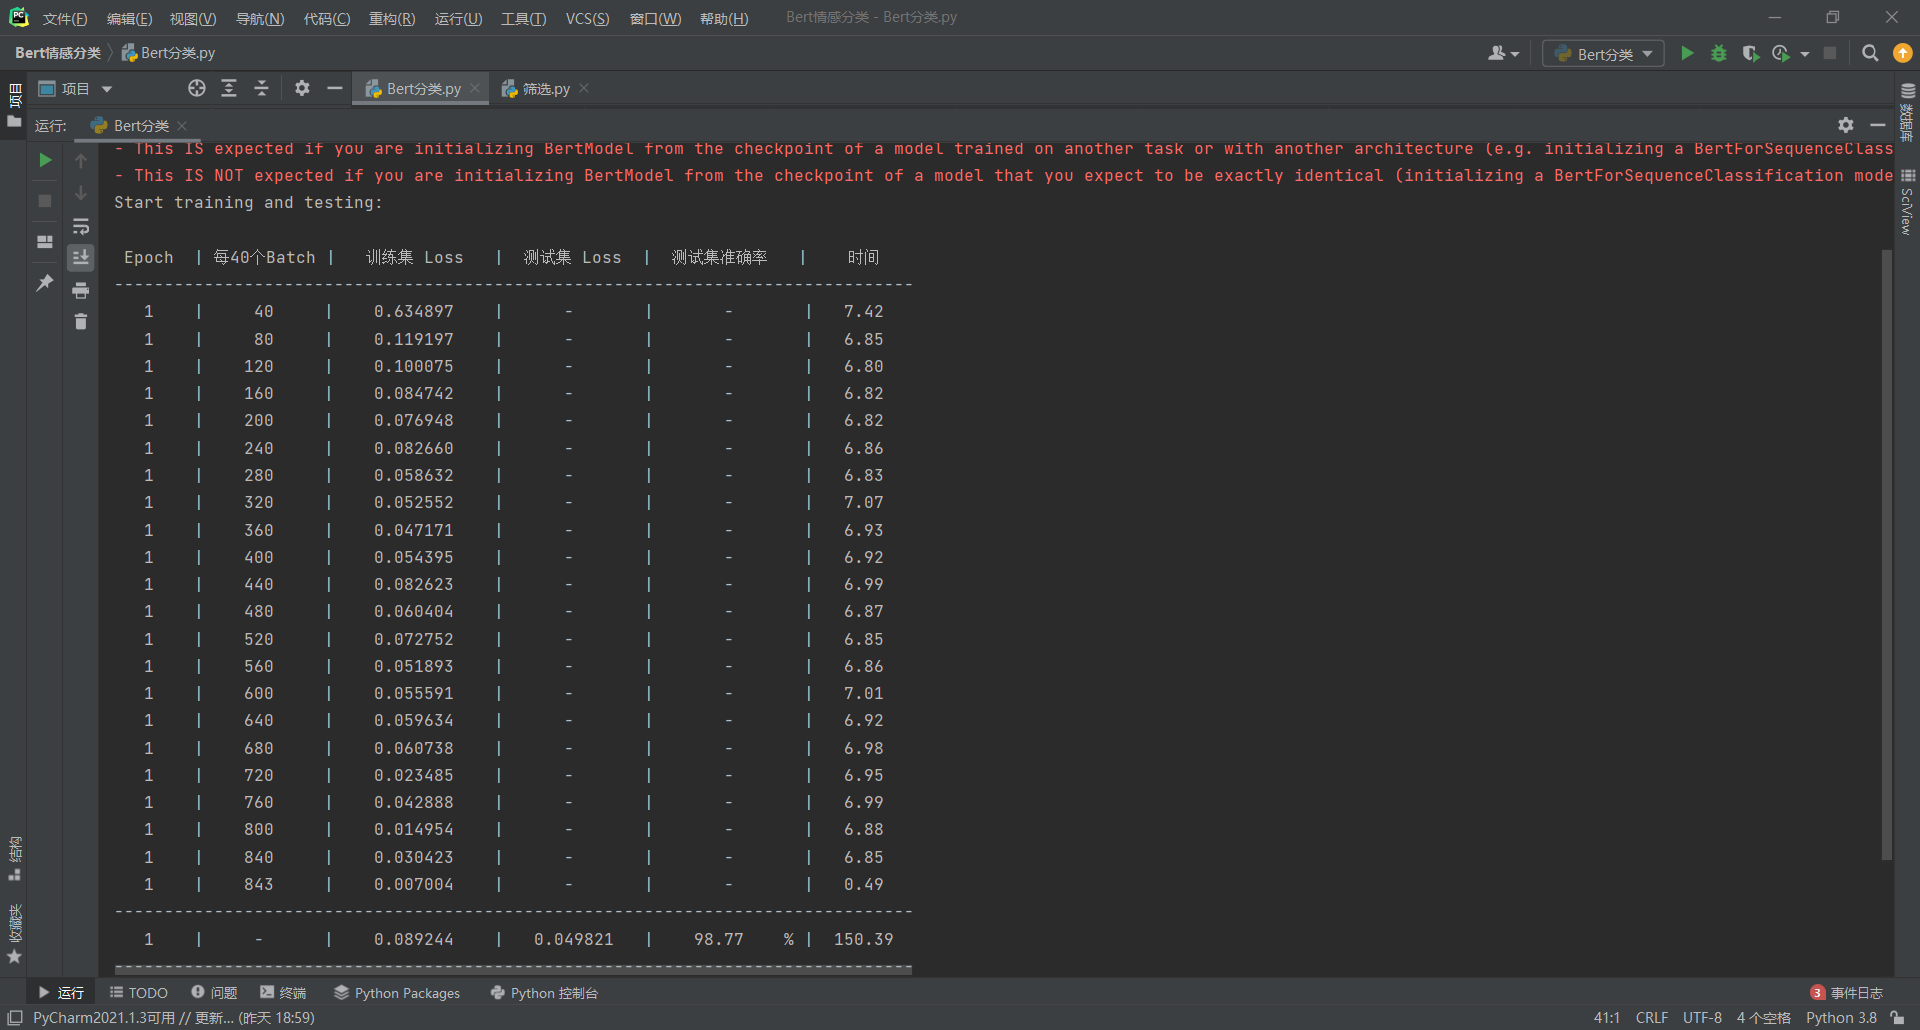 文件(F) 编辑(E) 视图(V) 导航(N) 代码(C) 重构(R) 运行(U) 工具(T) VCS(S) 窗口(W) 帮助(H) Bert情感分类 - Bert分类.py
Bert情感分类 Bert分类.py Bert分类
项目 Bert分类.py 筛选.py
运行: Bert分类
- This IS expected if you are initializing BertModel from the checkpoint of a model trained on another task or with another architecture (e.g. initializing a BertForSequenceClass
- This IS NOT expected if you are initializing BertModel from the checkpoint of a model that you expect to be exactly identical (initializing a BertForSequenceClassification mode
Start training and testing:
Epoch | 每40个Batch | 训练集 Loss | 测试集 Loss | 测试集准确率 | 时间
--------------------------------------------------------------------------------
1 | 40 | 0.634897 | - | - | 7.42
1 | 80 | 0.119197 | - | - | 6.85
1 | 120 | 0.100075 | - | - | 6.80
1 | 160 | 0.084742 | - | - | 6.82
1 | 200 | 0.076948 | - | - | 6.82
1 | 240 | 0.082660 | - | - | 6.86
1 | 280 | 0.058632 | - | - | 6.83
1 | 320 | 0.052552 | - | - | 7.07
1 | 360 | 0.047171 | - | - | 6.93
1 | 400 | 0.054395 | - | - | 6.92
1 | 440 | 0.082623 | - | - | 6.99
1 | 480 | 0.060404 | - | - | 6.87
1 | 520 | 0.072752 | - | - | 6.85
1 | 560 | 0.051893 | - | - | 6.86
1 | 600 | 0.055591 | - | - | 7.01
1 | 640 | 0.059634 | - | - | 6.92
1 | 680 | 0.060738 | - | - | 6.98
1 | 720 | 0.023485 | - | - | 6.95
1 | 760 | 0.042888 | - | - | 6.99
1 | 800 | 0.014954 | - | - | 6.88
1 | 840 | 0.030423 | - | - | 6.85
1 | 843 | 0.007004 | - | - | 0.49
--------------------------------------------------------------------------------
1 | - | 0.089244 | 0.049821 | 98.77 % | 150.39
--------------------------------------------------------------------------------
项目
结构
收藏夹
数据库
SciView
运行 TODO 问题 终端 Python Packages Python 控制台 3 事件日志
PyCharm2021.1.3可用 // 更新... (昨天 18:59) 41:1 CRLF UTF-8 4 个空格 Python 3.8